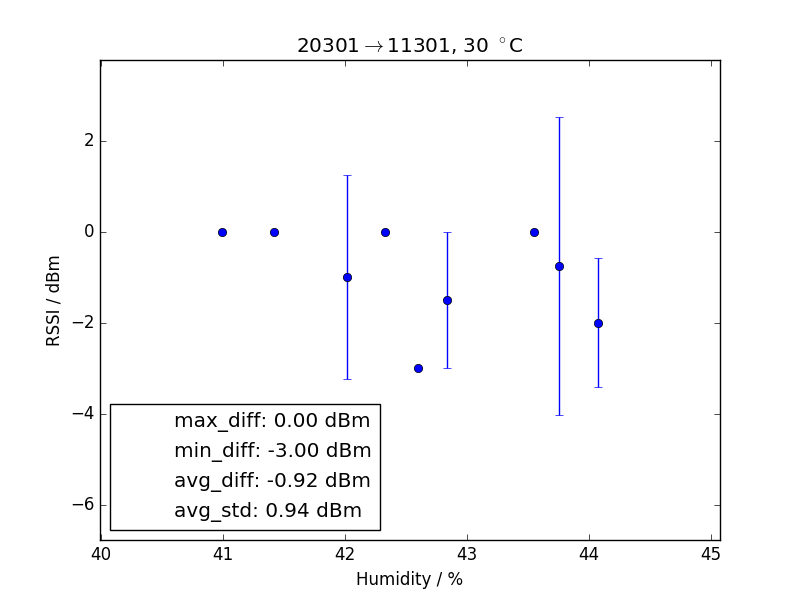 20301→11301, 30 °C
RSSI / dBm
2
0
−2
−4
−6
max_diff: 0.00 dBm
min_diff: -3.00 dBm
avg_diff: -0.92 dBm
avg_std: 0.94 dBm
40 41 42 43 44 45
Humidity / %